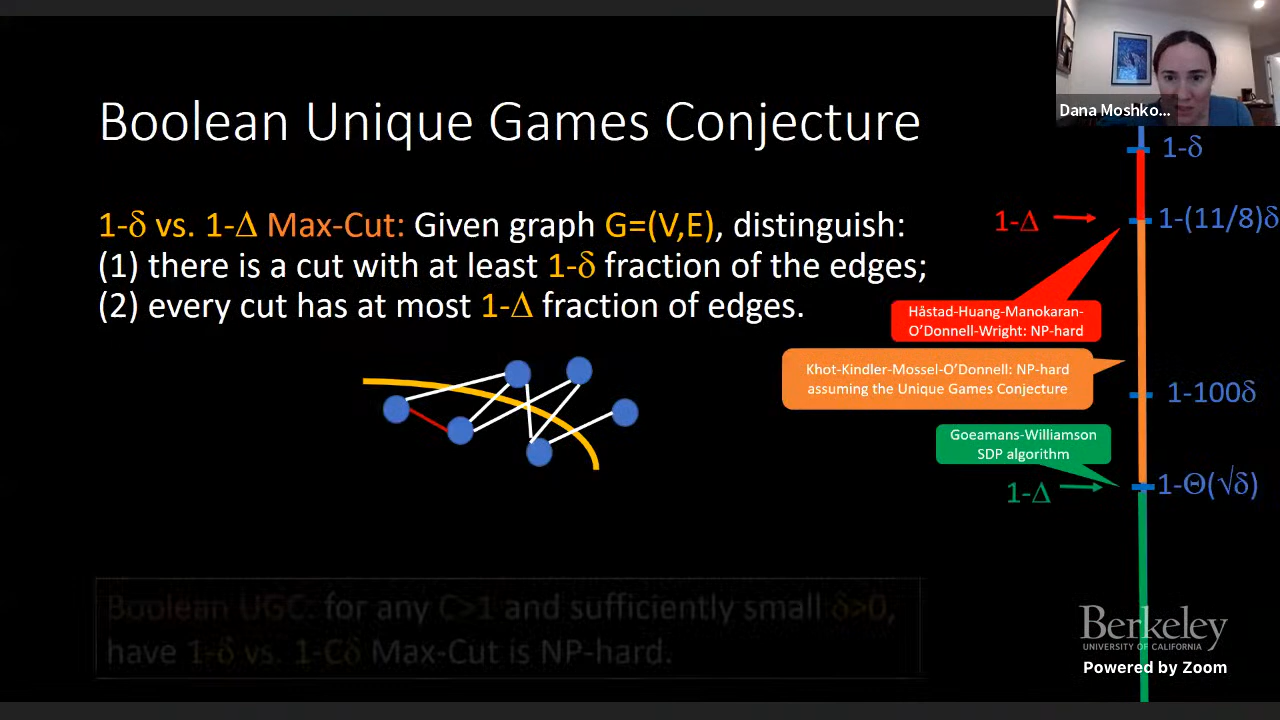 Dana Moshko...
Boolean Unique Games Conjecture
1-δ
1-δ vs. 1-Δ Max-Cut: Given graph G=(V,E), distinguish:
(1) there is a cut with at least 1-δ fraction of the edges;
(2) every cut has at most 1-Δ fraction of edges.
1-Δ
1-(11/8)δ
Håstad-Huang-Manokaran-
O'Donnell-Wright: NP-hard
Khot-Kindler-Mossel-O'Donnell: NP-hard
assuming the Unique Games Conjecture
1-100δ
Goeamans-Williamson
SDP algorithm
1-Δ
1-Θ(√δ)
Boolean UGC: for any C>1 and sufficiently small δ>0,
have 1-δ vs. 1-Cδ Max-Cut is NP-hard.
Berkeley
UNIVERSITY OF CALIFORNIA
Powered by Zoom